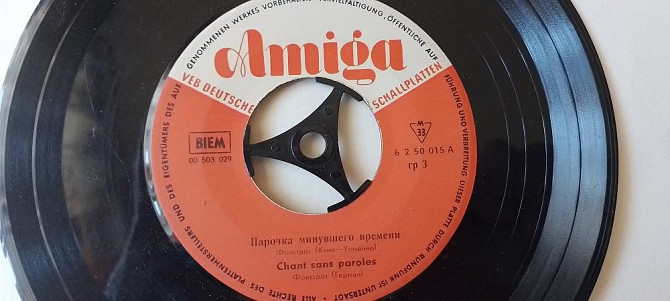 GENOMMENEN WERKES VORBEHALTEN
VERVIELFÄLTIGUNG, ÖFFENTLICHE AUF-
FÜHRUNG UND VERBREITUNG DIESER PLATTE DURCH RUNDFUNK IST UNTERSAGT • ALLE RECHTE DES PLATTENHERSTELLERS UND DES EIGENTÜMERS DES AUF
Amiga
VEB DEUTSCHE SCHALLPLATTEN
BIEM
00 503 029
M
33
6 2 50 015 A
гр 3
Парочка минувшего времени
Фокстрот
Chant sans paroles
Фокстрот (Герман)